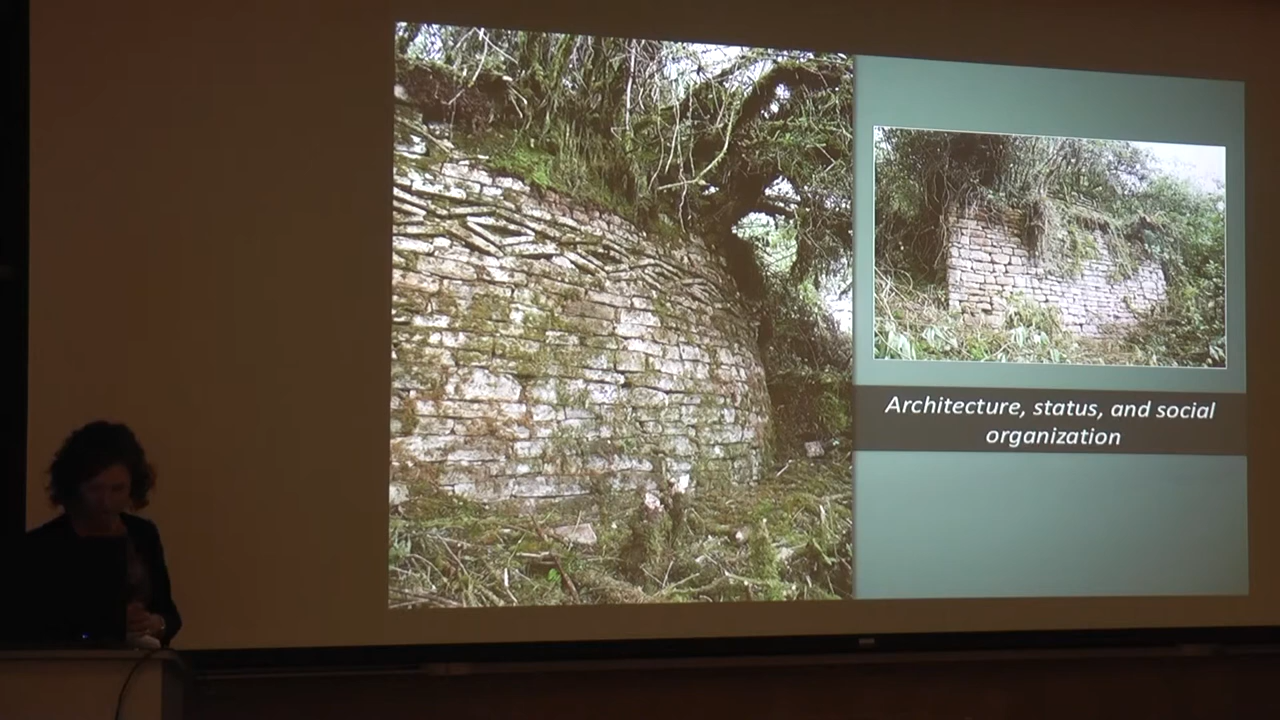 Architecture, status, and social
organization